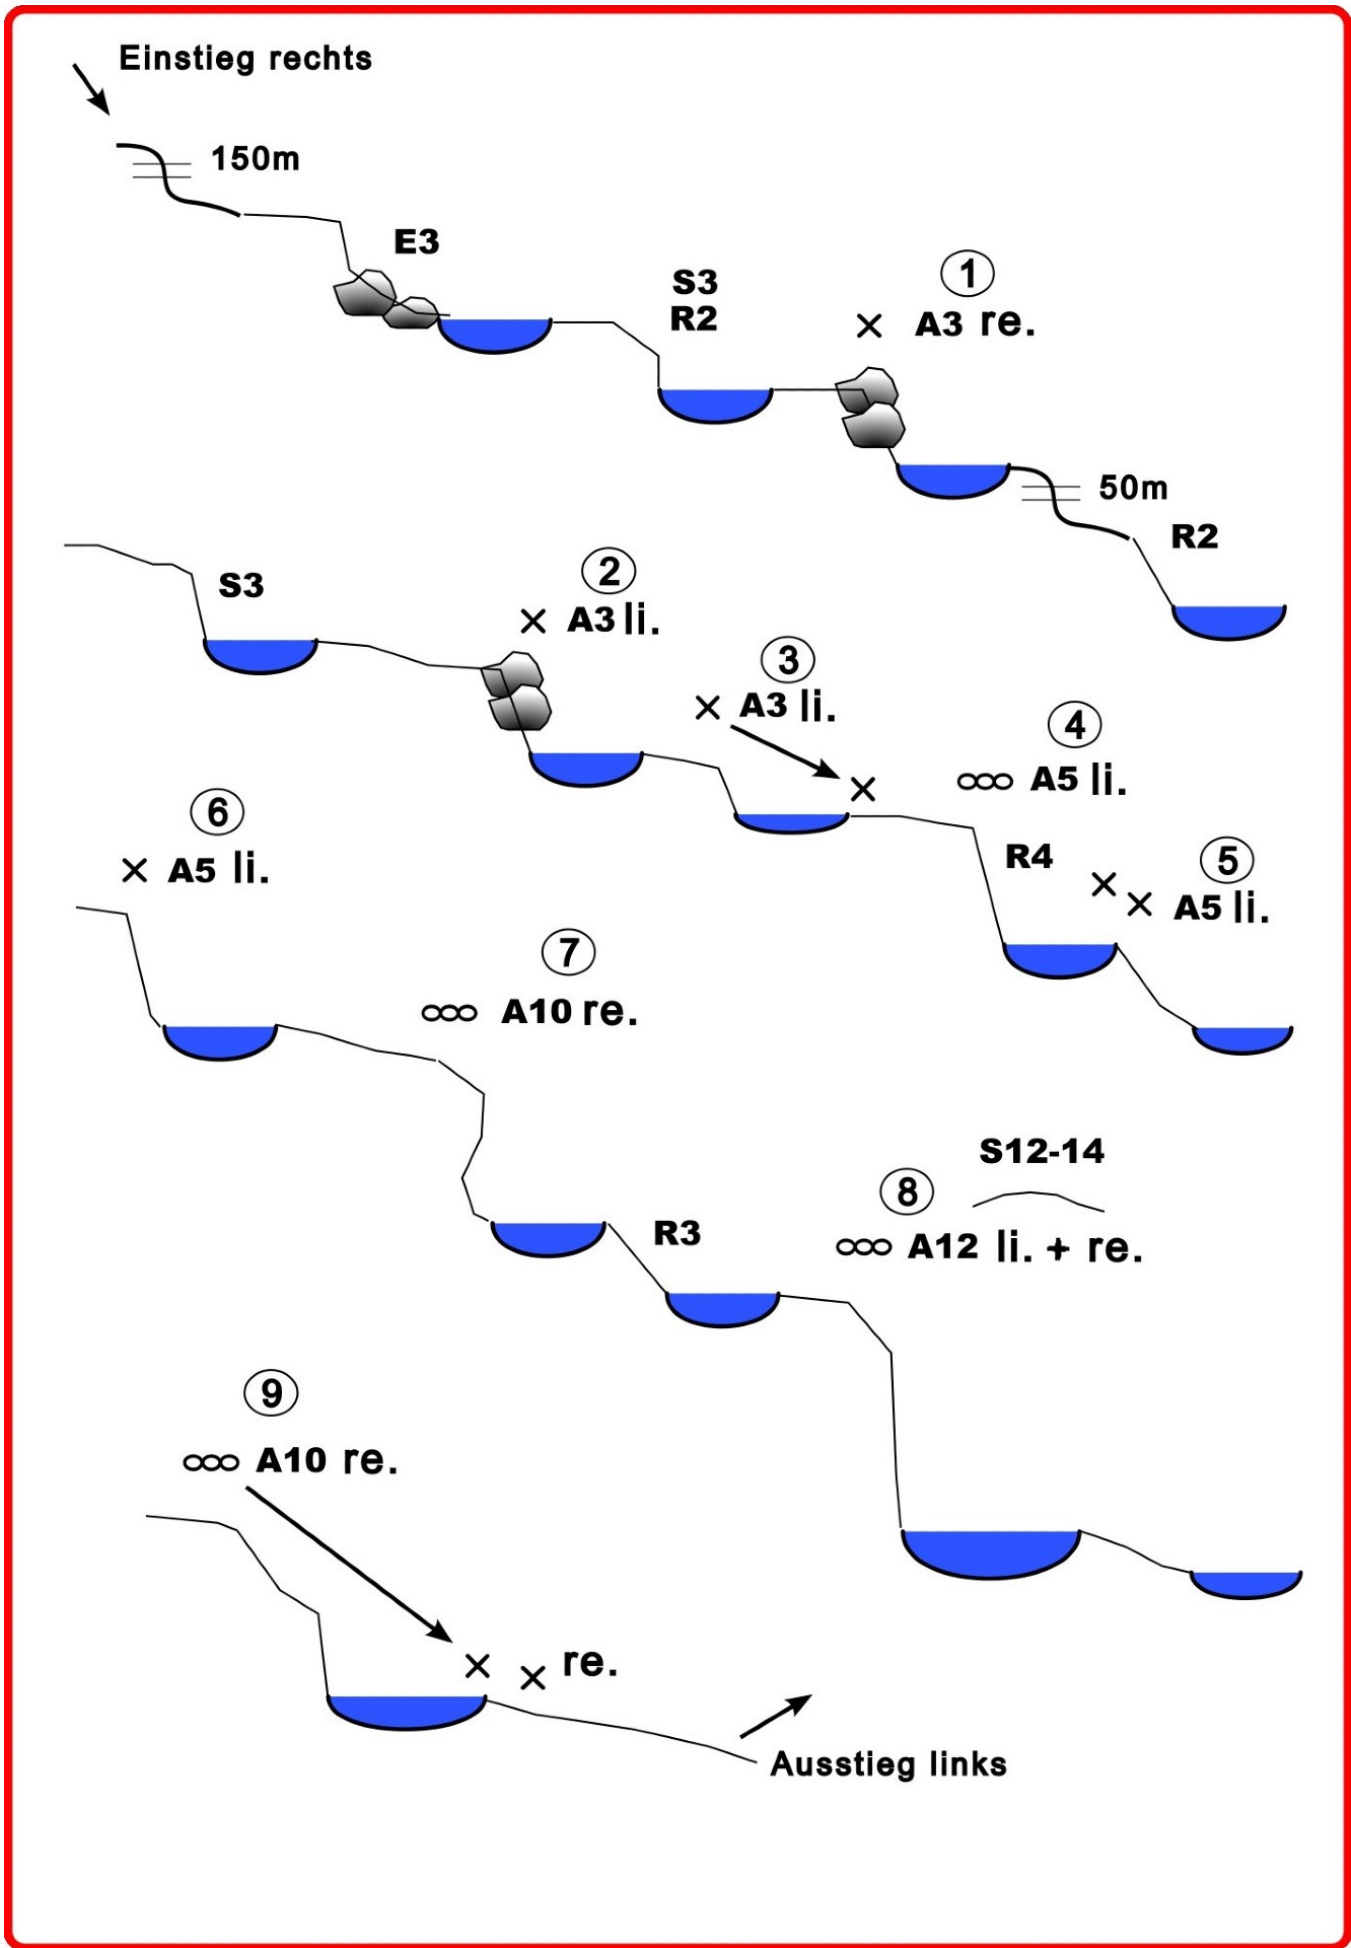 Einstieg rechts
150m
E3
S3
R2
1
A3 re.
50m
R2
S3
2
A3 li.
3
A3 li.
4
A5 li.
R4
5
A5 li.
6
A5 li.
7
A10 re.
R3
S12-14
8
A12 li. + re.
9
A10 re.
re.
Ausstieg links